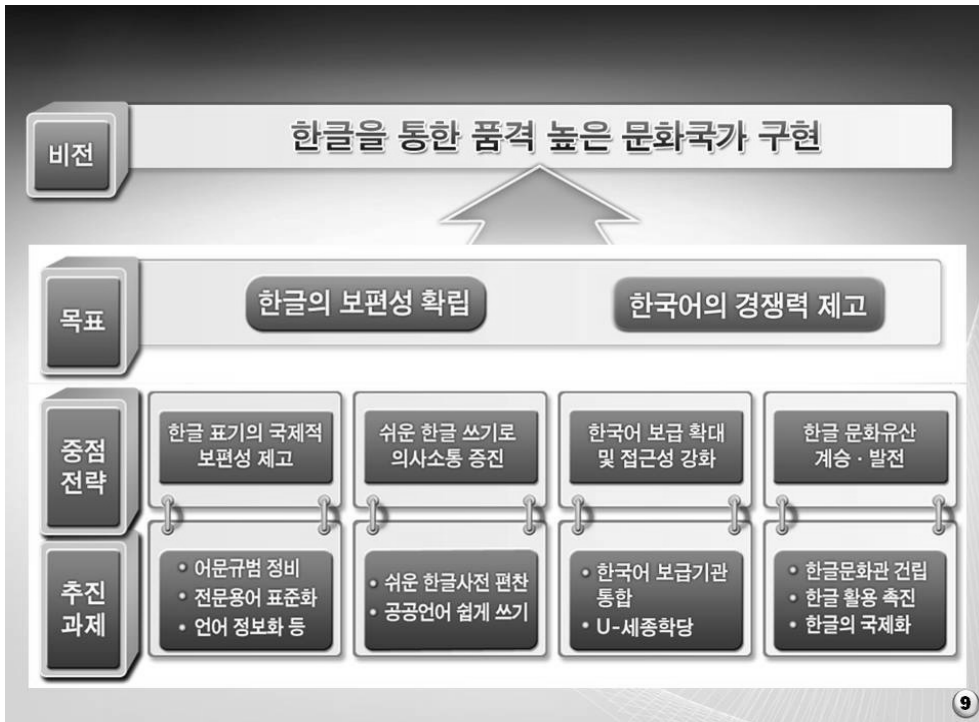 비전
한글을 통한 품격 높은 문화국가 구현
목표
한글의 보편성 확립
한국어의 경쟁력 제고
중점
전략
한글 표기의 국제적
보편성 제고
쉬운 한글 쓰기로
의사소통 증진
한국어 보급 확대
및 접근성 강화
한글 문화유산
계승 · 발전
추진
과제
• 어문규범 정비
• 전문용어 표준화
• 언어 정보화 등
• 쉬운 한글사전 편찬
• 공공언어 쉽게 쓰기
• 한국어 보급기관
통합
• U-세종학당
• 한글문화관 건립
• 한글 활용 촉진
• 한글의 국제화
9